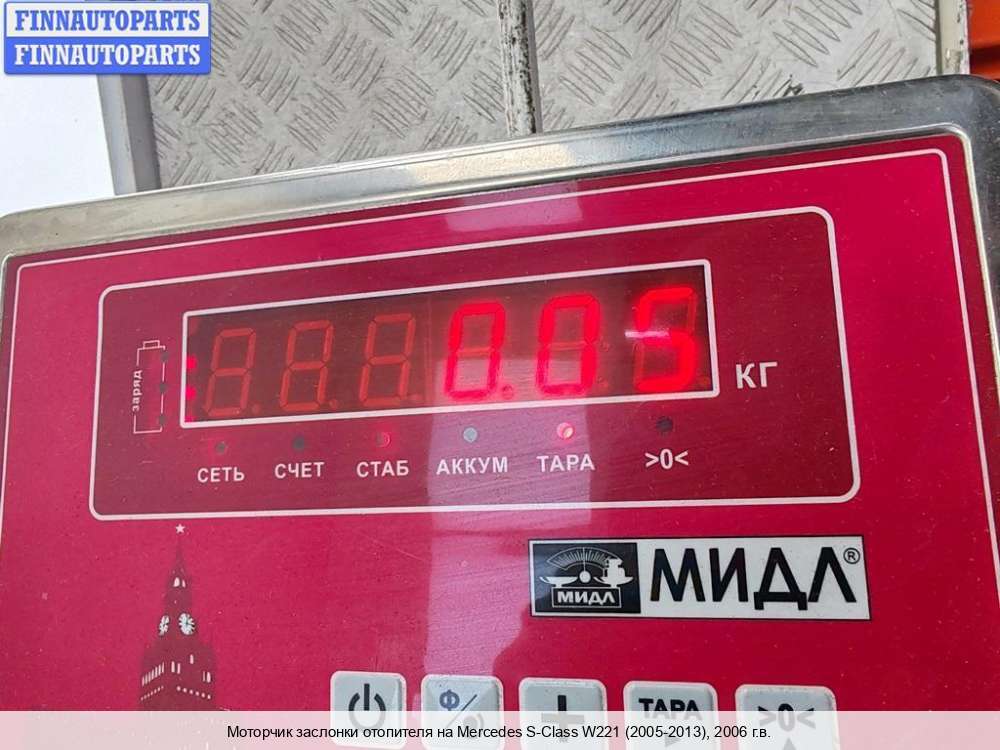 FINNAUTOPARTS
FINNAUTOPARTS
заряд
0.05
КГ
СЕТЬ СЧЕТ СТАБ АККУМ ТАРА >0<
МИДЛ МИДЛ®
Ф ТАРА >0<
Моторчик заслонки отопителя на Mercedes S-Class W221 (2005-2013), 2006 г.в.